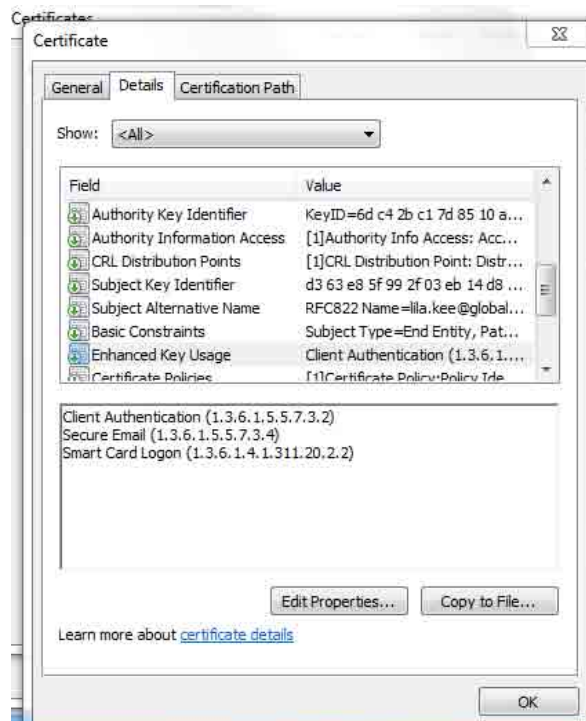 Certificates
Certificate
General Details Certification Path
Show: <All>
Field Value
Authority Key Identifier KeyID=6d c4 2b c1 7d 85 10 a...
Authority Information Access [1]Authority Info Access: Acc...
CRL Distribution Points [1]CRL Distribution Point: Distr...
Subject Key Identifier d3 63 e8 5f 99 2f 03 eb 14 d8 ...
Subject Alternative Name RFC822 Name=lila.kee@global...
Basic Constraints Subject Type=End Entity, Pat...
Enhanced Key Usage Client Authentication (1.3.6.1....
Certificate Policies [1]Certificate Policy:Policy Ide
Client Authentication (1.3.6.1.5.5.7.3.2)
Secure Email (1.3.6.1.5.5.7.3.4)
Smart Card Logon (1.3.6.1.4.1.311.20.2.2)
Edit Properties... Copy to File...
Learn more about certificate details
OK